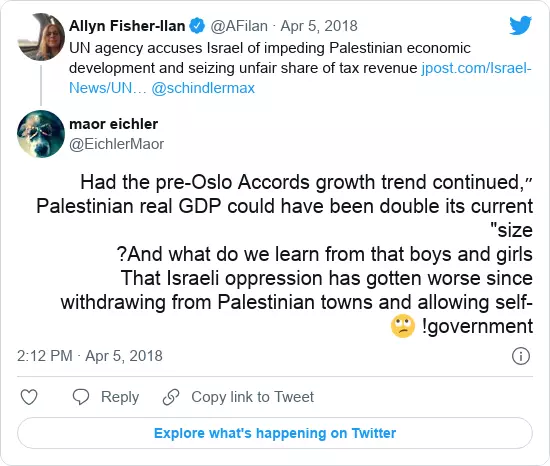 Allyn Fisher-Ilan @AFilan · Apr 5, 2018
UN agency accuses Israel of impeding Palestinian economic
development and seizing unfair share of tax revenue jpost.com/Israel-
News/UN… @schindlermax
maor eichler
@EichlerMaor
Had the pre-Oslo Accords growth trend continued,״
Palestinian real GDP could have been double its current
"size
?And what do we learn from that boys and girls
That Israeli oppression has gotten worse since
withdrawing from Palestinian towns and allowing self-
🙄 !government
2:12 PM · Apr 5, 2018
Reply Copy link to Tweet
Explore what's happening on Twitter